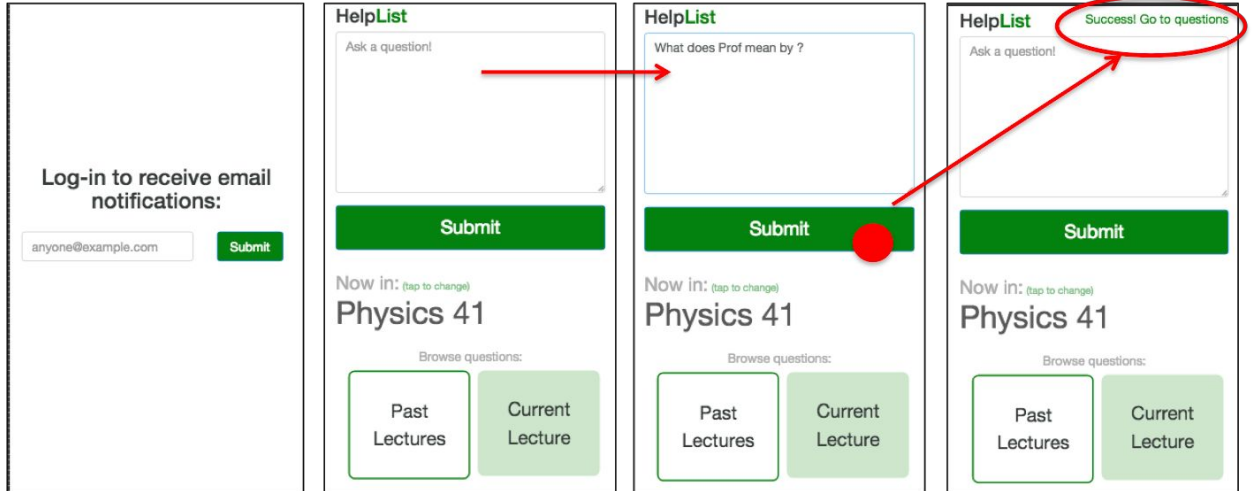 Log-in to receive email
notifications:
anyone@example.com
Submit
HelpList
Ask a question!
Submit
Now in: (tap to change)
Physics 41
Browse questions:
Past
Lectures
Current
Lecture
HelpList
What does Prof mean by ?
Submit
Now in: (tap to change)
Physics 41
Browse questions:
Past
Lectures
Current
Lecture
HelpList
Success! Go to questions
Ask a question!
Submit
Now in: (tap to change)
Physics 41
Browse questions:
Past
Lectures
Current
Lecture